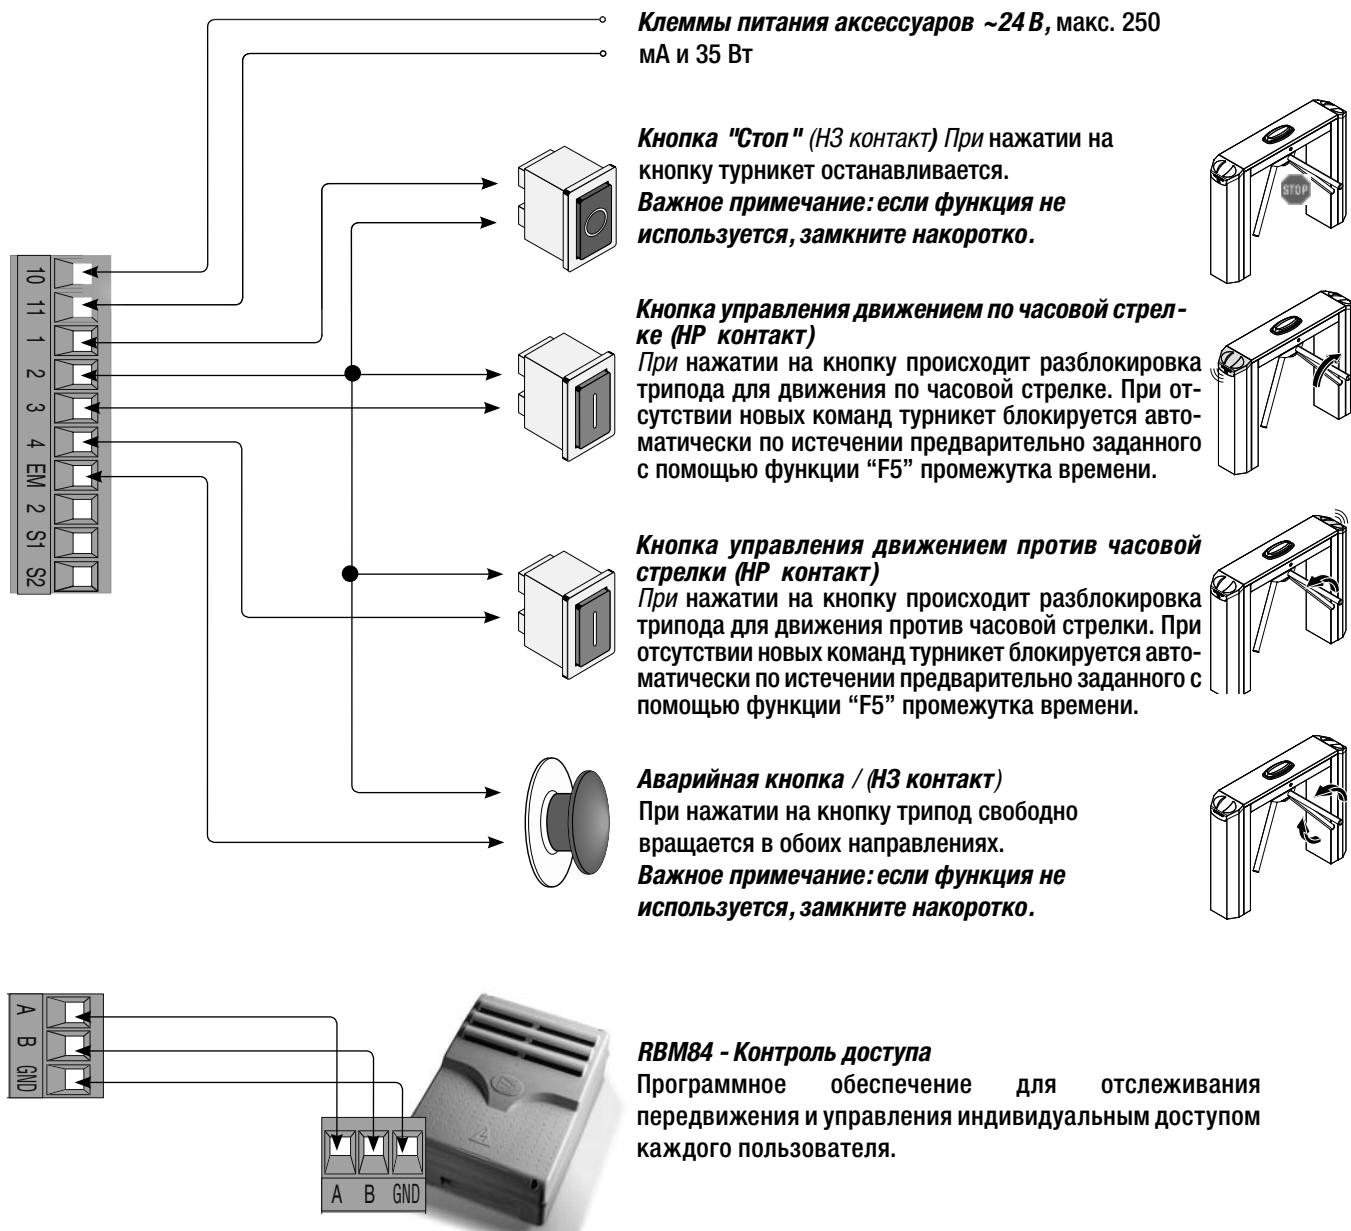 Клеммы питания аксессуаров ~24 В, макс. 250
мА и 35 Вт
Кнопка "Стоп" (НЗ контакт) При нажатии на
кнопку турникет останавливается.
Важное примечание: если функция не
используется, замкните накоротко.
STOP
10
11
1
2
3
4
EM
2
S1
S2
Кнопка управления движением по часовой стрел-
ке (НР контакт)
При нажатии на кнопку происходит разблокировка
трипода для движения по часовой стрелке. При от-
сутствии новых команд турникет блокируется авто-
матически по истечении предварительно заданного
с помощью функции “F5” промежутка времени.
Кнопка управления движением против часовой
стрелки (НР контакт)
При нажатии на кнопку происходит разблокировка
трипода для движения против часовой стрелки. При
отсутствии новых команд турникет блокируется авто-
матически по истечении предварительно заданного с
помощью функции “F5” промежутка времени.
Аварийная кнопка / (НЗ контакт)
При нажатии на кнопку трипод свободно
вращается в обоих направлениях.
Важное примечание: если функция не
используется, замкните накоротко.
A
B
GND
A B GND
RBM84 - Контроль доступа
Программное обеспечение для отслеживания
передвижения и управления индивидуальным доступом
каждого пользователя.